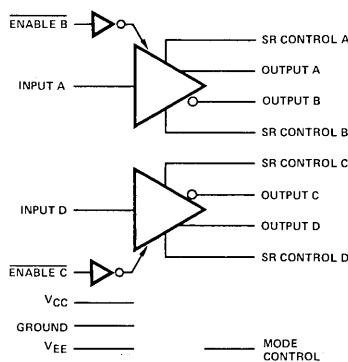 ENABLE B
SR CONTROL A
OUTPUT A
INPUT A
OUTPUT B
SR CONTROL B
SR CONTROL C
OUTPUT C
INPUT D
OUTPUT D
SR CONTROL D
ENABLE C
VCC
GROUND
VEE
MODE
CONTROL